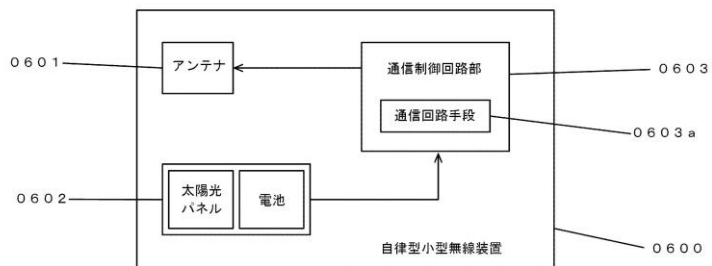 0601
アンテナ
通信制御回路部
0603
通信回路手段
0603a
0602
太陽光
パネル
電池
自律型小型無線装置
0600